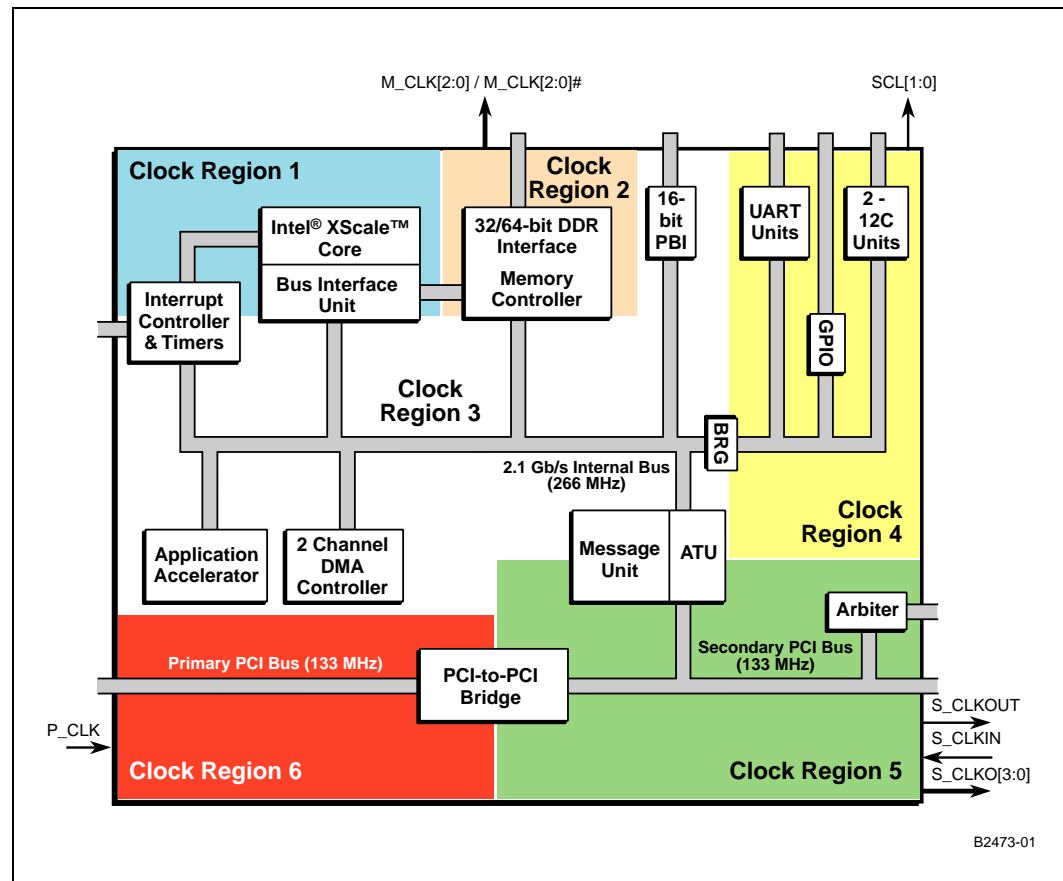 M_CLK[2:0] / M_CLK[2:0]#
SCL[1:0]
Clock Region 1
Clock
Region 2
Intel® XScale™
Core
Bus Interface
Unit
32/64-bit DDR
Interface
Memory
Controller
16-
bit
PBI
UART
Units
2 -
12C
Units
Interrupt
Controller
& Timers
GPIO
Clock
Region 3
BRG
2.1 Gb/s Internal Bus
(266 MHz)
Clock
Region 4
Application
Accelerator
2 Channel
DMA
Controller
Message
Unit
ATU
Arbiter
Primary PCI Bus (133 MHz)
PCI-to-PCI
Bridge
Secondary PCI Bus
(133 MHz)
P_CLK
S_CLKOUT
S_CLKIN
S_CLKO[3:0]
Clock Region 6
Clock Region 5
B2473-01